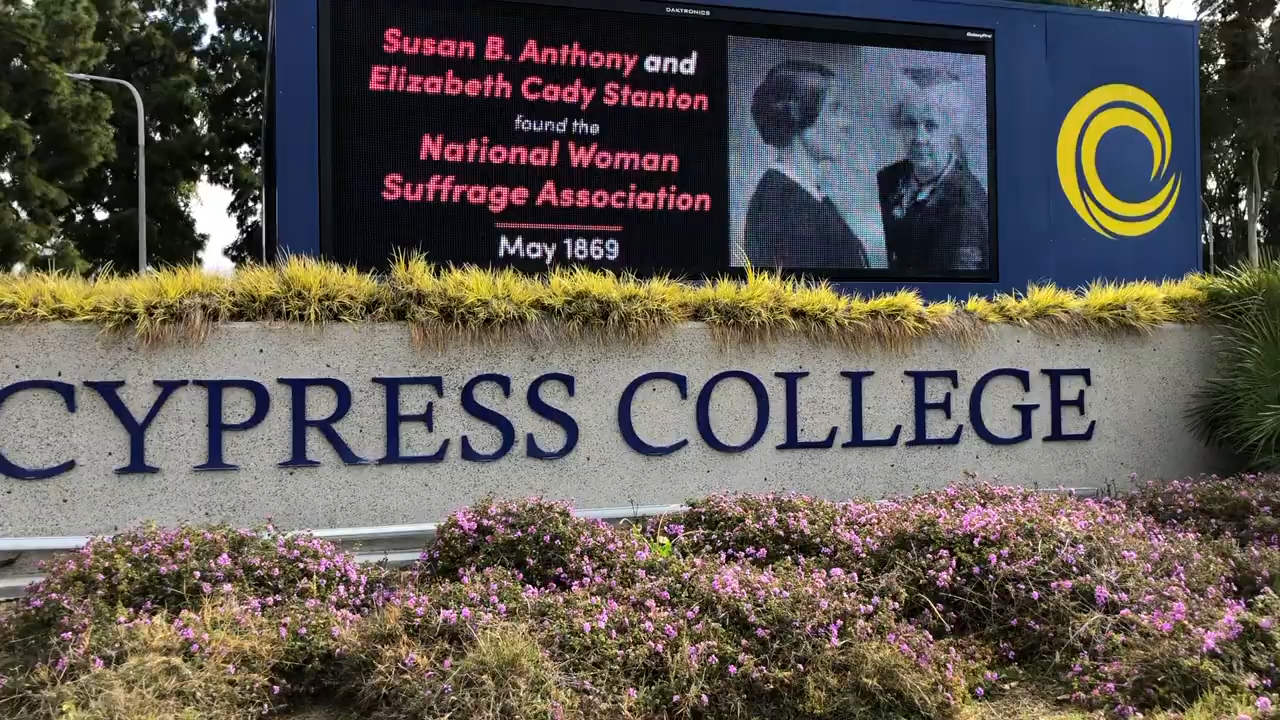 DAKTRONICS
Susan B. Anthony and
Elizabeth Cady Stanton
found the
National Woman
Suffrage Association
May 1869
CYPRESS COLLEGE